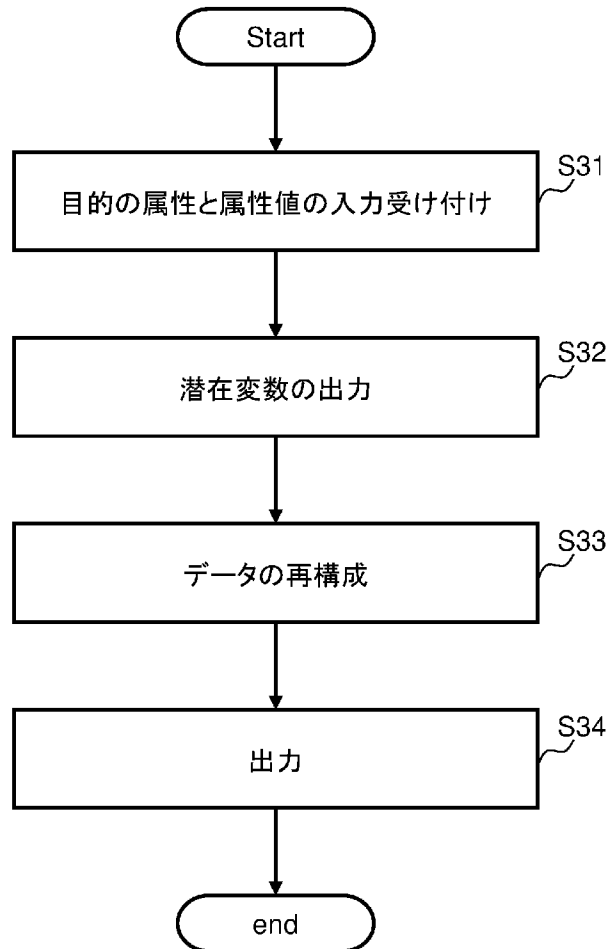 Start
S31
目的の属性と属性値の入力受け付け
S32
潜在変数の出力
S33
データの再構成
S34
出力
end